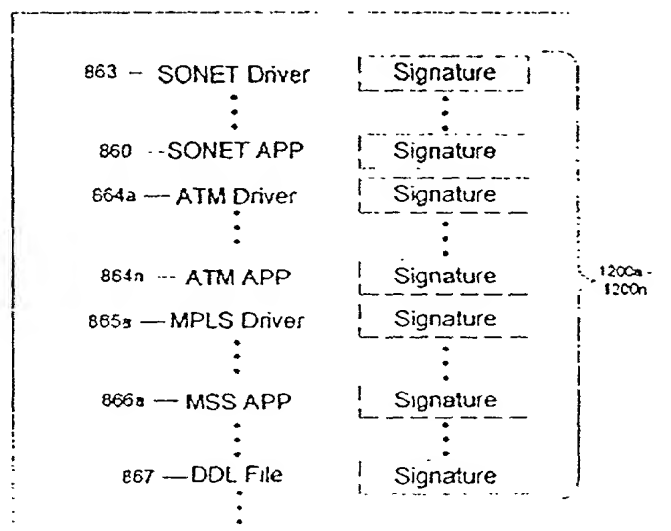 863 – SONET Driver Signature
860 -- SONET APP Signature
864a — ATM Driver Signature
864n -- ATM APP Signature
1200a -
1200n
865a — MPLS Driver Signature
866a — MSS APP Signature
867 — DDL File Signature